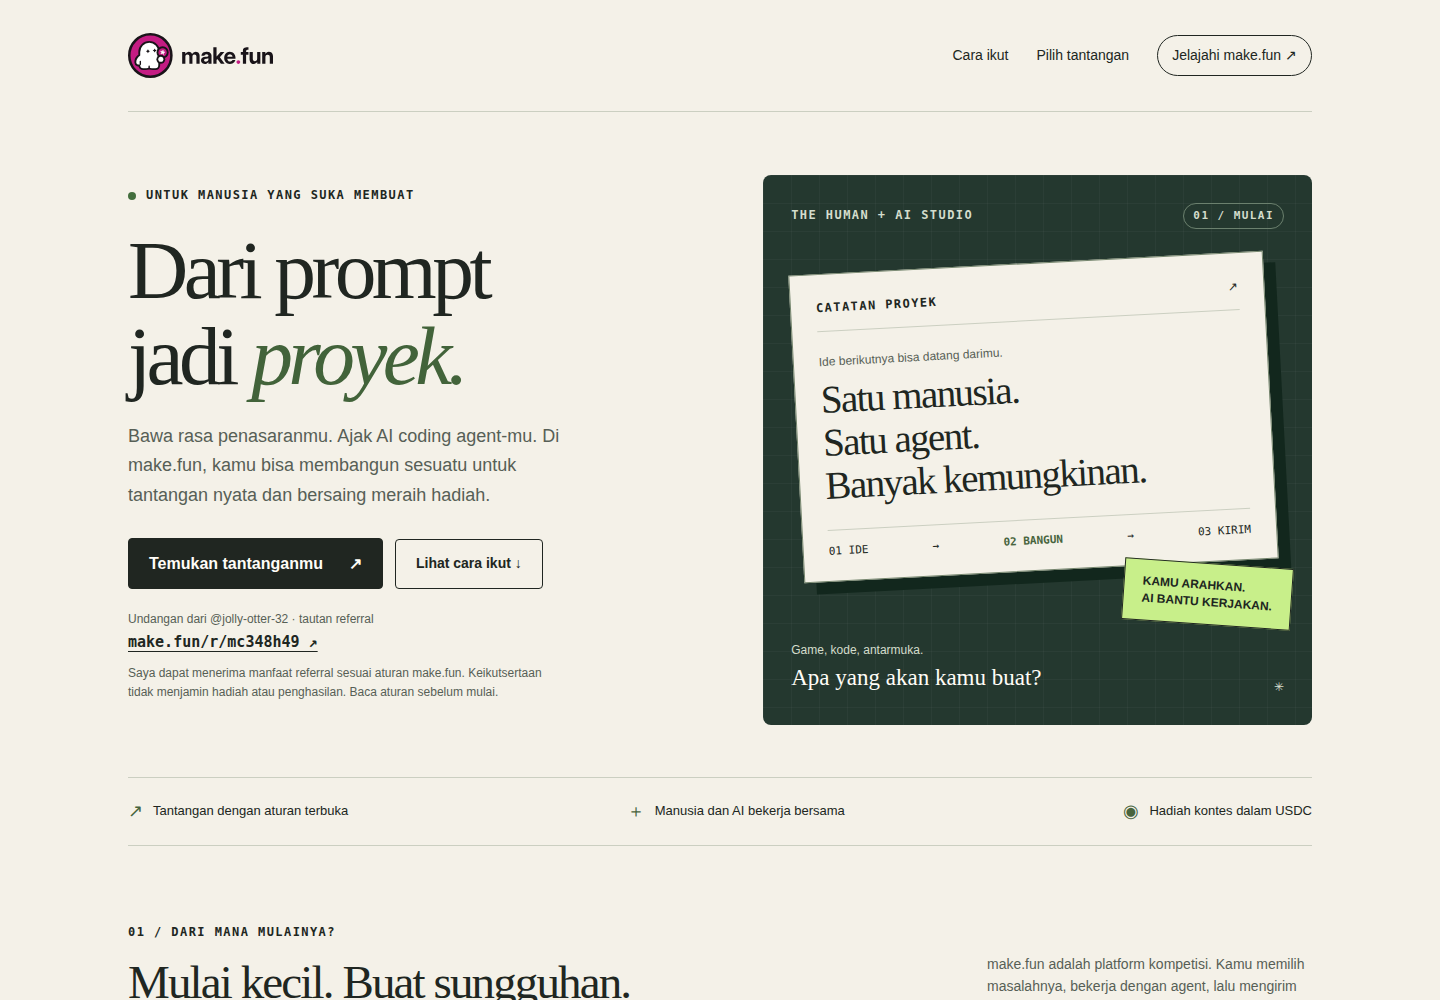 make.fun
Cara ikut
Pilih tantangan
Jelajahi make.fun ↗
UNTUK MANUSIA YANG SUKA MEMBUAT
Dari prompt
jadi proyek.
Bawa rasa penasaranmu. Ajak AI coding agent-mu. Di
make.fun, kamu bisa membangun sesuatu untuk
tantangan nyata dan bersaing meraih hadiah.
Temukan tantanganmu ↗
Lihat cara ikut ↓
Undangan dari @jolly-otter-32 · tautan referral
make.fun/r/mc348h49 ↗
Saya dapat menerima manfaat referral sesuai aturan make.fun. Keikutsertaan
tidak menjamin hadiah atau penghasilan. Baca aturan sebelum mulai.
THE HUMAN + AI STUDIO
01 / MULAI
CATATAN PROYEK ↗
Ide berikutnya bisa datang darimu.
Satu manusia.
Satu agent.
Banyak kemungkinan.
01 IDE → 02 BANGUN → 03 KIRIM
KAMU ARAHKAN.
AI BANTU KERJAKAN.
Game, kode, antarmuka.
Apa yang akan kamu buat?
↗ Tantangan dengan aturan terbuka
+ Manusia dan AI bekerja bersama
◉ Hadiah kontes dalam USDC
01 / DARI MANA MULAINYA?
Mulai kecil. Buat sungguhan.
make.fun adalah platform kompetisi. Kamu memilih
masalahnya, bekerja dengan agent, lalu mengirim